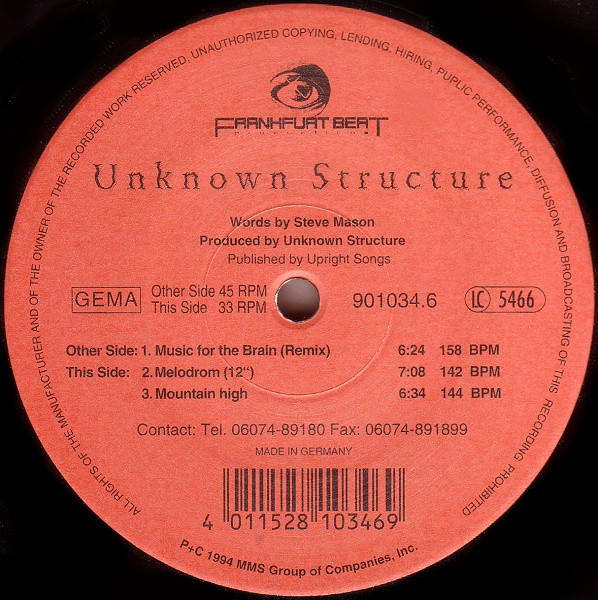 ALL RIGHTS OF THE MANUFACTURER AND OF THE OWNER OF THE RECORDED WORK RESERVED. UNAUTHORIZED COPYING, LENDING, HIRING, PUPLIC PERFORMANCE, DIFFUSION AND BROADCASTING OF THIS RECORDING PROHIBITED
FRANKFURT BEAT
PRODUCTIONS
Unknown Structure
Words by Steve Mason
Produced by Unknown Structure
Published by Upright Songs
GEMA Other Side 45 RPM 901034.6 LC 5466
This Side 33 RPM
Other Side: 1. Music for the Brain (Remix) 6:24 158 BPM
This Side: 2. Melodrom (12“) 7:08 142 BPM
3. Mountain high 6:34 144 BPM
Contact: Tel. 06074-89180 Fax: 06074-891899
MADE IN GERMANY
4 011528 103469
P+C 1994 MMS Group of Companies, Inc.